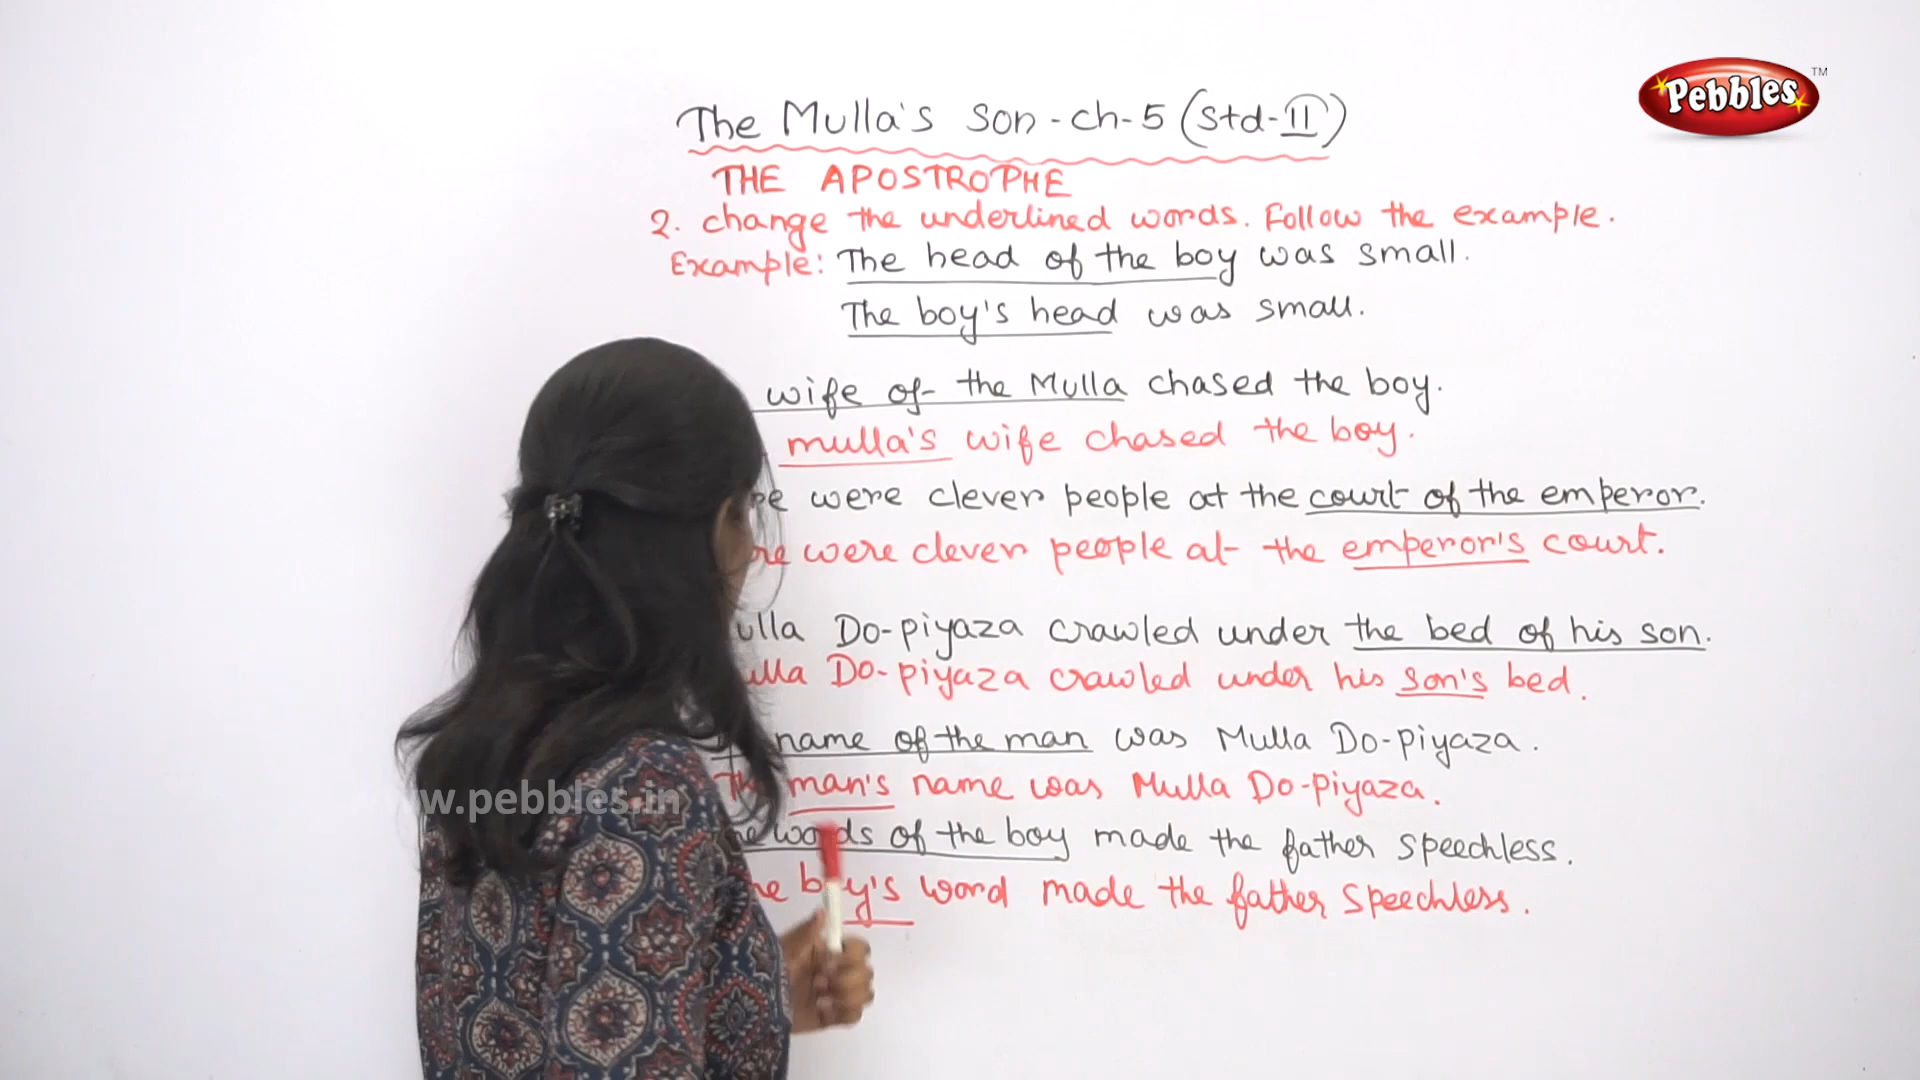 Pebbles TM
The Mulla's Son - ch-5 (Std-II)
THE APOSTROPHE
2. change the underlined words. Follow the example.
Example: The head of the boy was small.
The boy's head was small.
wife of the Mulla chased the boy.
mulla's wife chased the boy.
were clever people at the court of the emperor.
were clever people at the emperor's court.
Do-piyaza crawled under the bed of his son.
Do-piyaza crawled under his son's bed.
name of the man was Mulla Do-piyaza.
man's name was Mulla Do-piyaza.
www.pebbles.in
words of the boy made the father speechless.
boy's word made the father speechless.